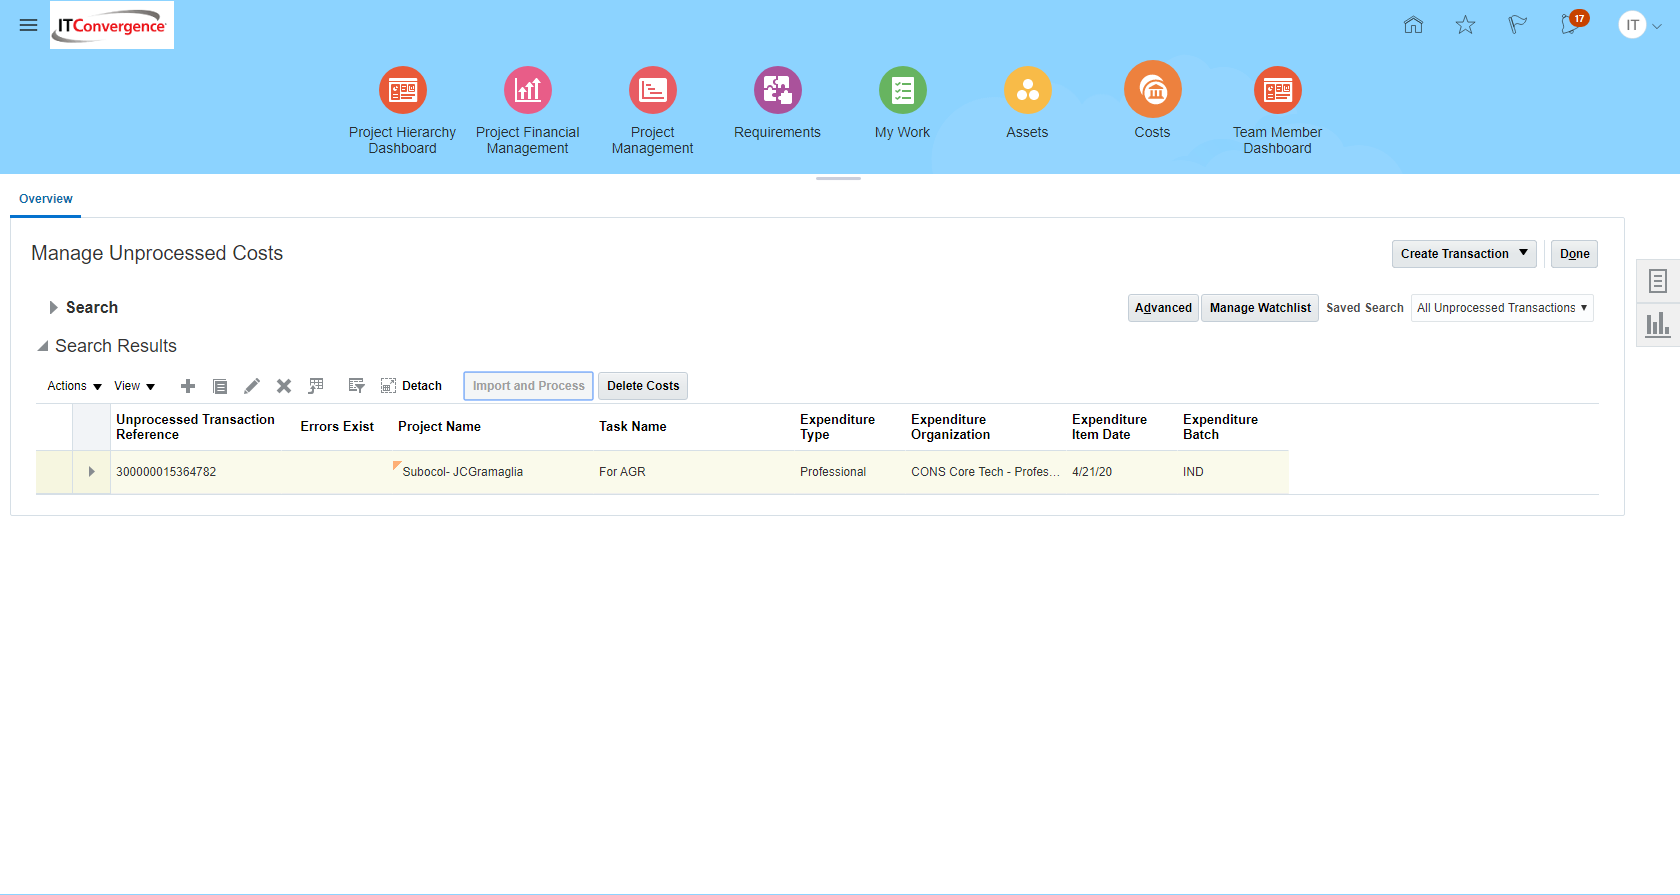 ITConvergence
17
IT
Project Hierarchy
Dashboard
Project Financial
Management
Project
Management
Requirements
My Work
Assets
Costs
Team Member
Dashboard
Overview
Manage Unprocessed Costs
Create Transaction
Done
Search
Advanced
Manage Watchlist
Saved Search
All Unprocessed Transactions
Search Results
Actions
View
Detach
Import and Process
Delete Costs
Unprocessed Transaction
Reference
Errors Exist
Project Name
Task Name
Expenditure
Type
Expenditure
Organization
Expenditure
Item Date
Expenditure
Batch
300000015364782
Subocol- JCGramaglia
For AGR
Professional
CONS Core Tech - Profes...
4/21/20
IND